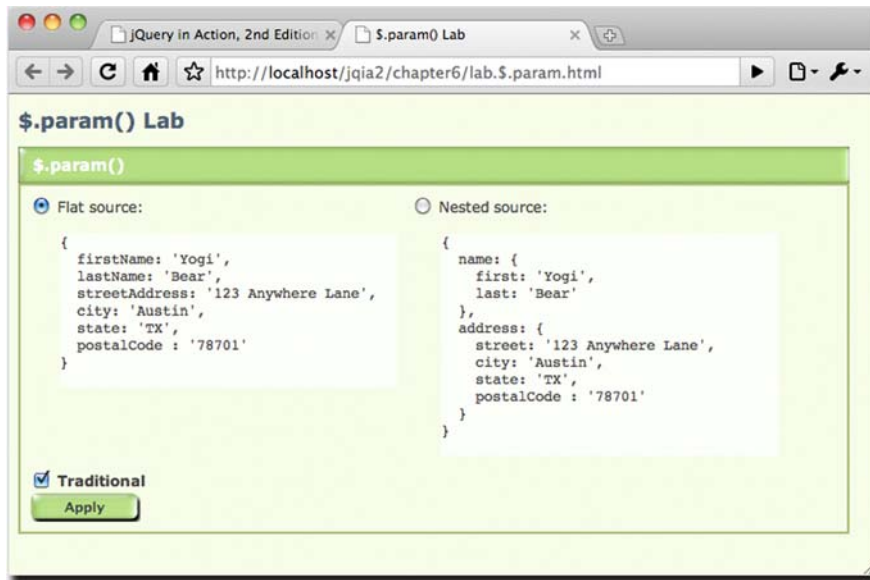 jQuery in Action, 2nd Edition
$.param() Lab
http://localhost/jqia2/chapter6/lab.$.param.html
$.param() Lab
$.param()
Flat source:
{
  firstName: 'Yogi',
  lastName: 'Bear',
  streetAddress: '123 Anywhere Lane',
  city: 'Austin',
  state: 'TX',
  postalCode : '78701'
}
Nested source:
{
  name: {
    first: 'Yogi',
    last: 'Bear'
  },
  address: {
    street: '123 Anywhere Lane',
    city: 'Austin',
    state: 'TX',
    postalCode : '78701'
  }
}
Traditional
Apply